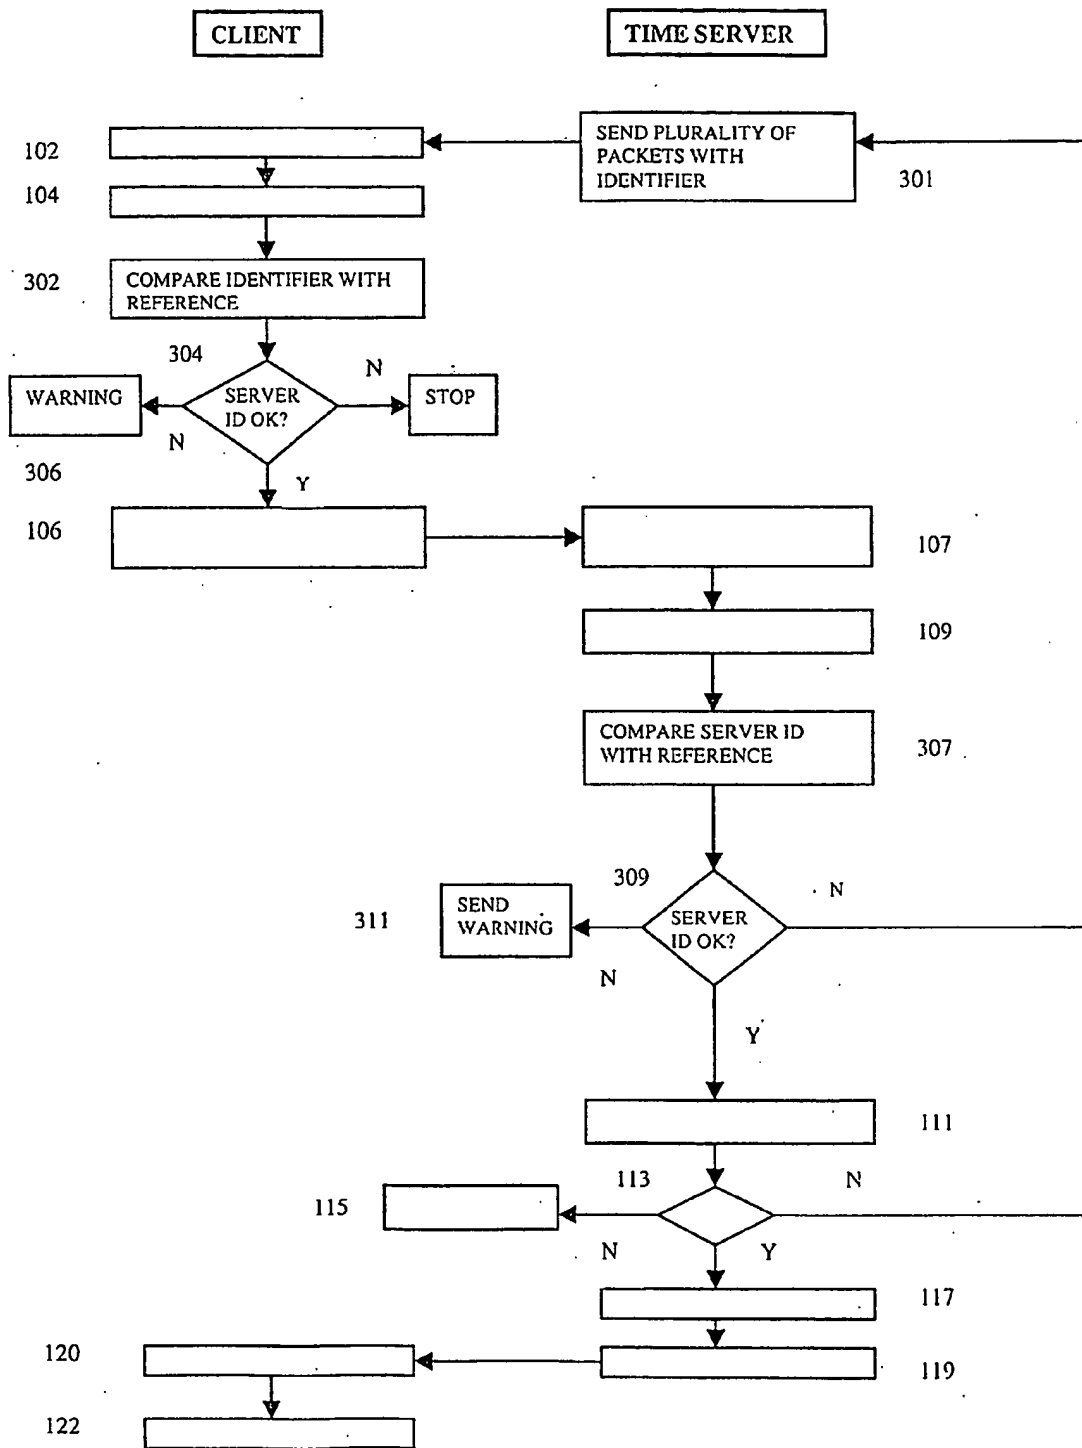 CLIENT
TIME SERVER
102
SEND PLURALITY OF
PACKETS WITH
IDENTIFIER
301
104
302
COMPARE IDENTIFIER WITH
REFERENCE
304
WARNING
SERVER
ID OK?
N
STOP
N
306
Y
106
107
109
COMPARE SERVER ID
WITH REFERENCE
307
309
N
311
SEND
WARNING
SERVER
ID OK?
N
Y
111
113
N
115
N
Y
117
120
119
122